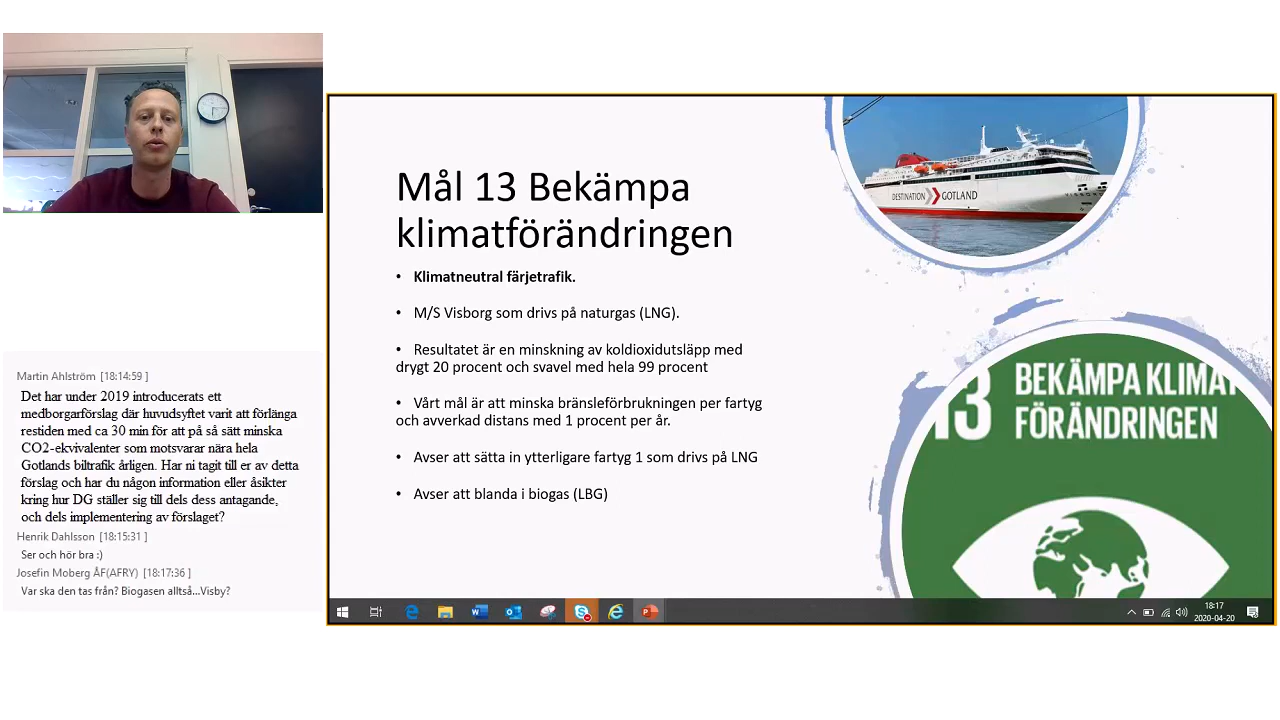 Mål 13 Bekämpa
klimatförändringen
• Klimatneutral färjetrafik.
• M/S Visborg som drivs på naturgas (LNG).
• Resultatet är en minskning av koldioxidutsläpp med
drygt 20 procent och svavel med hela 99 procent
• Vårt mål är att minska bränsleförbrukningen per fartyg
och avverkad distans med 1 procent per år.
• Avser att sätta in ytterligare fartyg 1 som drivs på LNG
• Avser att blanda i biogas (LBG)
DESTINATION GOTLAND
13 BEKÄMPA KLIMAT
FÖRÄNDRINGEN
Martin Ahlström [18:14:59 ]
Det har under 2019 introducerats ett
medborgarförslag där huvudsyftet varit att förlänga
restiden med ca 30 min för att på så sätt minska
CO2-ekvivalenter som motsvarar nära hela
Gotlands biltrafik årligen. Har ni tagit till er av detta
förslag och har du någon information eller åsikter
kring hur DG ställer sig till dels dess antagande,
och dels implementering av förslaget?
Henrik Dahlsson [18:15:31 ]
Ser och hör bra :)
Josefin Moberg ÅF(AFRY) [18:17:36 ]
Var ska den tas från? Biogasen alltså...Visby?
18:17
2020-04-20